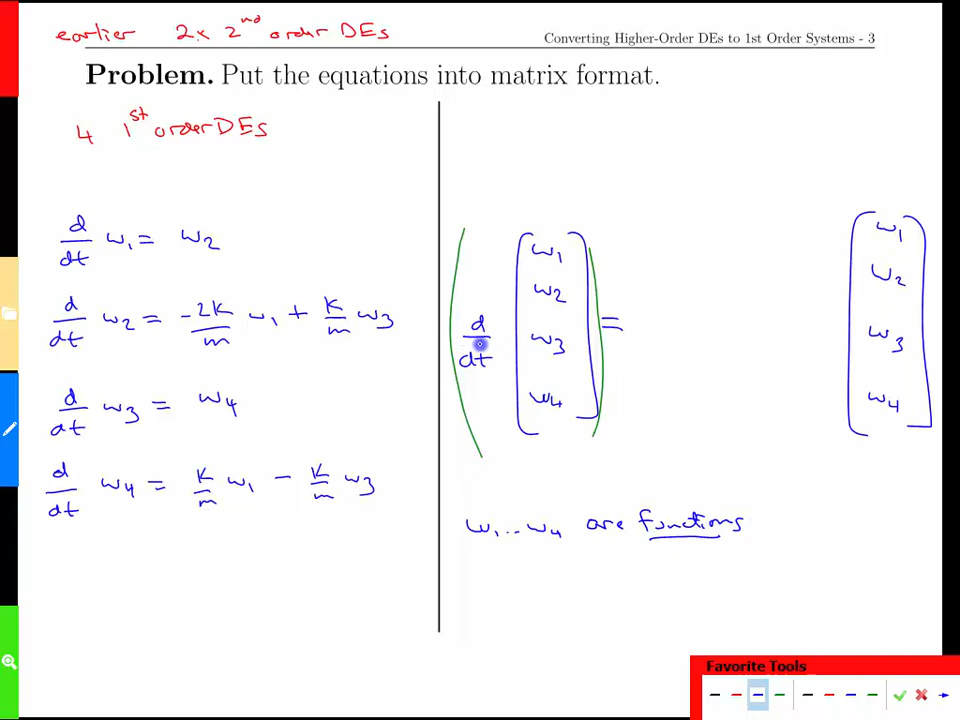 earlier 2x 2nd order DEs
Converting Higher-Order DEs to 1st Order Systems - 3
Problem. Put the equations into matrix format.
4 1st order DEs
d/dt w1 = w2
d/dt w2 = -2k/m w1 + k/m w3
d/dt w3 = w4
d/dt w4 = k/m w1 - k/m w3
d/dt
w1
w2
w3
w4
=
w1
w2
w3
w4
w1...w4 are functions
Favorite Tools